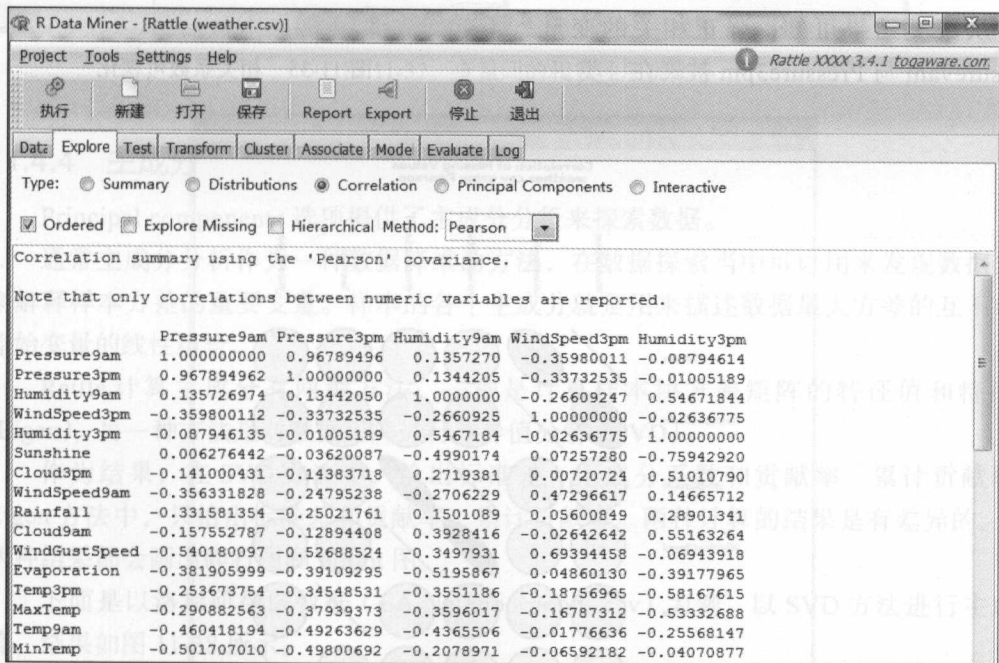 R Data Miner - [Rattle (weather.csv)]
Project Tools Settings Help
Rattle XXXX 3.4.1 togaware.com
执行 新建 打开 保存 Report Export 停止 退出
Data Explore Test Transform Cluster Associate Model Evaluate Log
Type: Summary Distributions Correlation Principal Components Interactive
Ordered Explore Missing Hierarchical Method: Pearson
Correlation summary using the 'Pearson' covariance.
Note that only correlations between numeric variables are reported.
Pressure9am Pressure3pm Humidity9am WindSpeed3pm Humidity3pm
Pressure9am 1.000000000 0.96789496 0.1357270 -0.35980011 -0.08794614
Pressure3pm 0.967894962 1.00000000 0.1344205 -0.33732535 -0.01005189
Humidity9am 0.135726974 0.13442050 1.0000000 -0.26609247 0.54671844
WindSpeed3pm -0.359800112 -0.33732535 -0.2660925 1.00000000 -0.02636775
Humidity3pm -0.087946135 -0.01005189 0.5467184 -0.02636775 1.00000000
Sunshine 0.006276442 -0.03620087 -0.4990174 0.07257280 -0.75942920
Cloud3pm -0.141000043 -0.14383718 0.2719381 0.00720724 0.51010790
WindSpeed9am -0.356331828 -0.24795238 -0.2706229 0.47296617 0.14665712
Rainfall -0.331581354 -0.25021761 0.1501089 0.05600849 0.28901339
Cloud9am -0.157552787 -0.12894408 0.3928416 -0.02642642 0.55163264
WindGustSpeed -0.540180097 -0.52688524 -0.3497931 0.69394458 -0.06943918
Evaporation -0.381905999 -0.39109295 -0.5195867 0.04860130 -0.39177965
Temp3pm -0.253673754 -0.34548531 -0.3551186 -0.18756965 -0.58167615
MaxTemp -0.290882563 -0.37939373 -0.3936017 -0.16787312 -0.53332688
Temp9am -0.460418194 -0.49263629 -0.4365506 -0.01776636 -0.25568147
MinTemp -0.501707010 -0.49800692 -0.2078971 -0.06592182 -0.04070877